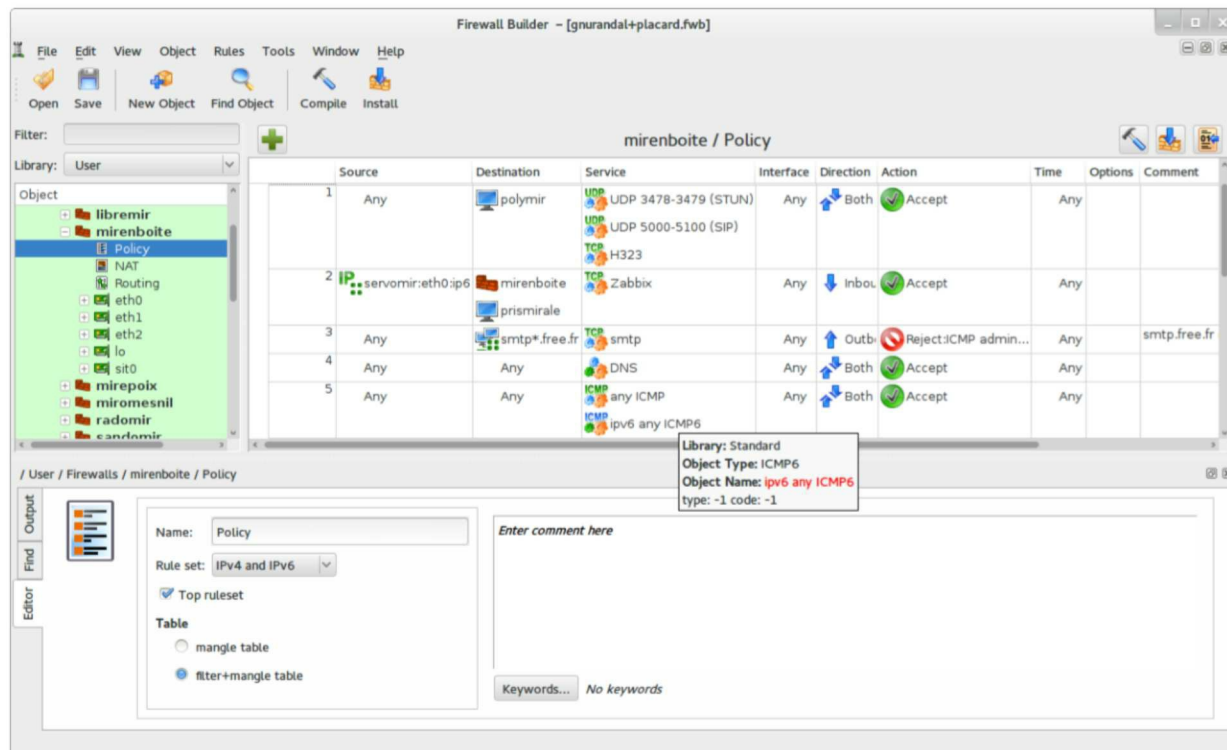 Firewall Builder – [gnurandal+placard.fwb]
File Edit View Object Rules Tools Window Help
Open Save New Object Find Object Compile Install
Filter:
mirenboite / Policy
Library: User
Source Destination Service Interface Direction Action Time Options Comment
Object
libremir
mirenboite
Policy
NAT
Routing
eth0
eth1
eth2
lo
sit0
mirepoix
miromesnil
radomir
sandomir
1 Any polymir UDP UDP 3478-3479 (STUN) Any Both Accept Any
UDP UDP 5000-5100 (SIP)
TCP H323
2 IP servomir:eth0:ip6 mirenboite TCP Zabbix Any Inbou Accept Any
prismirale
3 Any smtp*.free.fr TCP smtp Any Outb Reject:ICMP admin... Any smtp.free.fr
4 Any Any DNS Any Both Accept Any
5 Any Any ICMP any ICMP Any Both Accept Any
ICMP ipv6 any ICMP6
Library: Standard
Object Type: ICMP6
Object Name: ipv6 any ICMP6
type: -1 code: -1
/ User / Firewalls / mirenboite / Policy
Output
Find
Editor
Name: Policy
Rule set: IPv4 and IPv6
Top ruleset
Table
mangle table
filter+mangle table
Enter comment here
Keywords... No keywords